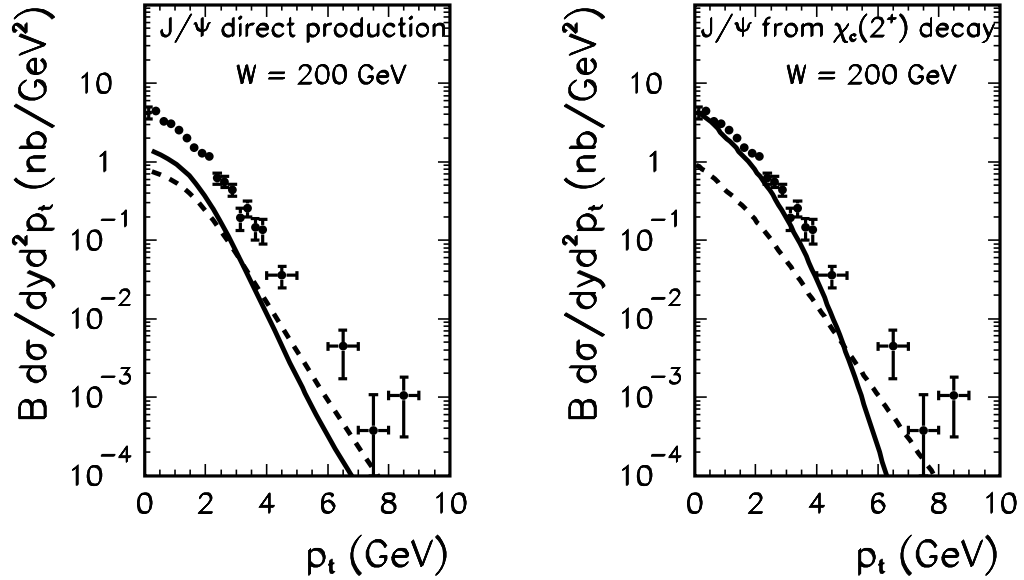 J/Ψ direct production
W = 200 GeV
B dσ/dyd²pₜ (nb/GeV²)
10
1
10⁻¹
10⁻²
10⁻³
10⁻⁴
0 2 4 6 8 10
pₜ (GeV)
J/Ψ from χ_c(2⁺) decay
W = 200 GeV
B dσ/dyd²pₜ (nb/GeV²)
10
1
10⁻¹
10⁻²
10⁻³
10⁻⁴
0 2 4 6 8 10
pₜ (GeV)